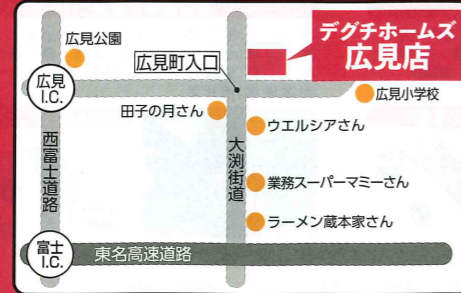 デグチホームズ
広見店
広見公園
広見町入口
広見
I.C.
広見小学校
田子の月さん
ウエルシアさん
西富士道路
大渕街道
業務スーパーマミーさん
ラーメン蔵本家さん
富士
I.C.
東名高速道路